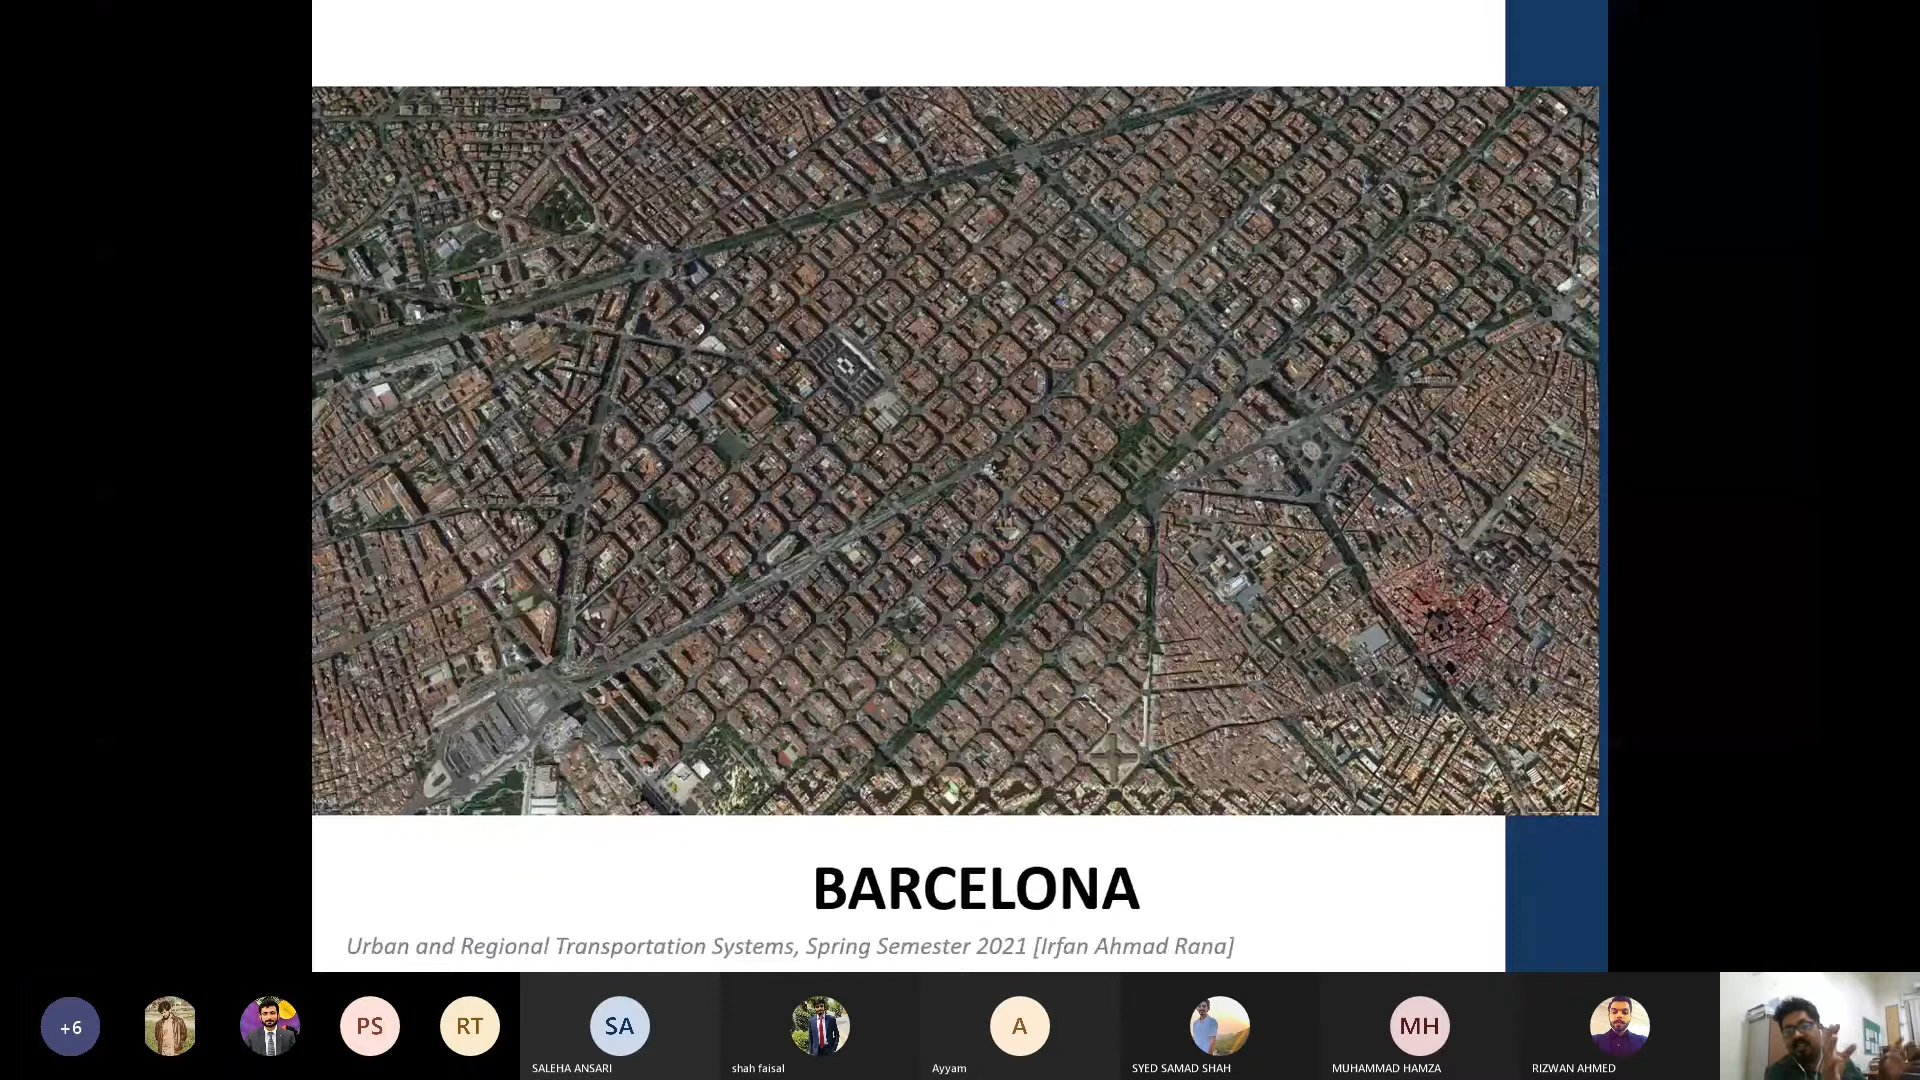 BARCELONA
Urban and Regional Transportation Systems, Spring Semester 2021 [Irfan Ahmad Rana]
+6
PS
RT
SA
A
MH
SALEHA ANSARI
shah faisal
Ayyam
SYED SAMAD SHAH
MUHAMMAD HAMZA
RIZWAN AHMED